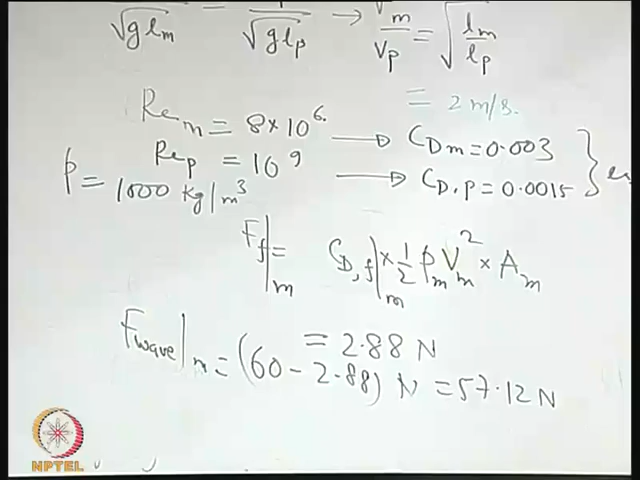 √g l_m = 1/√g l_p → V_m/V_p = √(l_m/l_p)
= 2 m/s.
Re_m = 8×10^6. → C_Dm = 0.003
Re_p = 10^9 → C_D,p = 0.0015
ρ = 1000 kg/m^3
F_f|_m = C_D,f|_m × 1/2 ρ_m V_m^2 × A_m
= 2.88 N
F_wave|_m = (60 - 2.88) N = 57.12 N
NPTEL